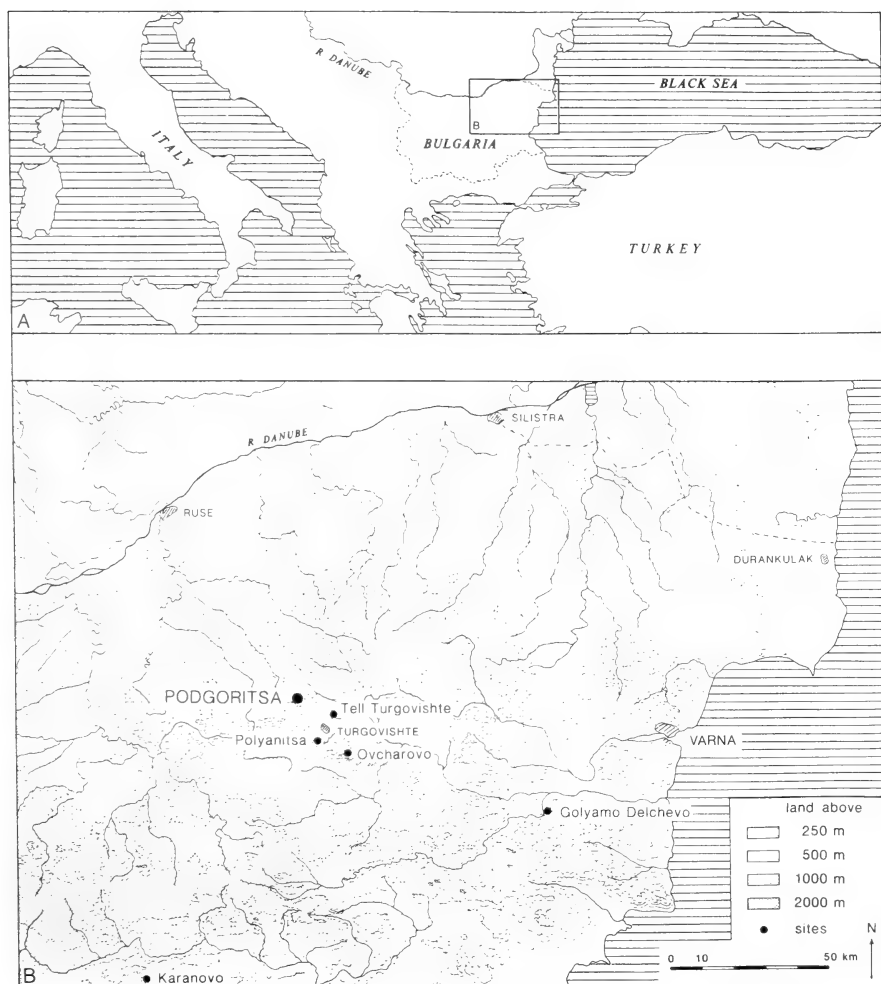 R DANUBE
BLACK SEA
B
ITALY
BULGARIA
TURKEY
A
SILISTRA
R DANUBE
RUSE
DURANKULAK
PODGORITSA
Tell Turgovishte
TURGOVISHTE
Polyanitsa
VARNA
Ovcharovo
Golyamo Delchevo
land above
250 m
500 m
1000 m
2000 m
sites
N
0 10 50 km
B
Karanovo